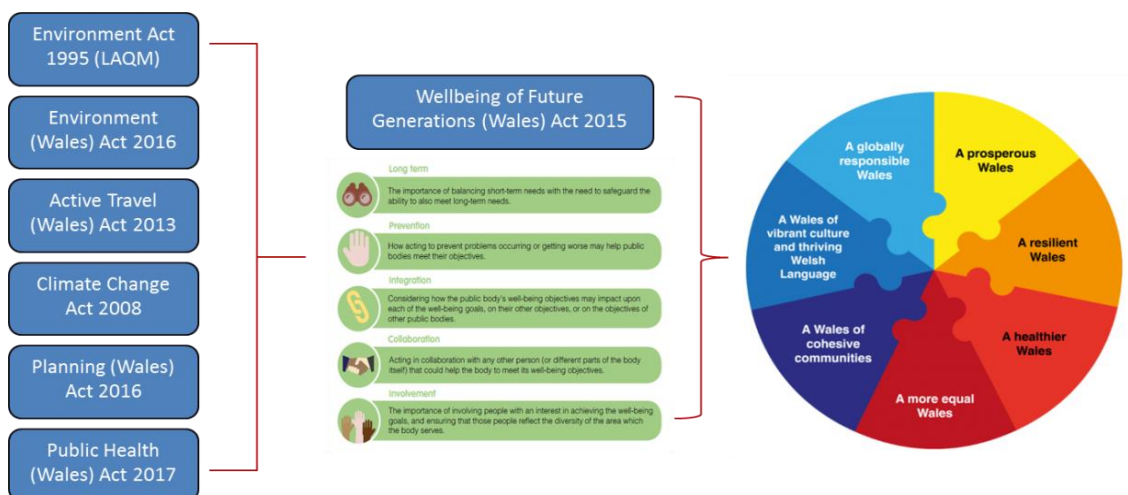 Environment Act
1995 (LAQM)
Environment
(Wales) Act 2016
Active Travel
(Wales) Act 2013
Climate Change
Act 2008
Planning (Wales)
Act 2016
Public Health
(Wales) Act 2017
Wellbeing of Future
Generations (Wales) Act 2015
Long term
The importance of balancing short-term needs with the need to safeguard the
ability to also meet long-term needs.
Prevention
How acting to prevent problems occurring or getting worse may help public
bodies meet their objectives.
Integration
Considering how the public body's well-being objectives may impact upon
each of the well-being goals, on their other objectives, or on the objectives
of other public bodies.
Collaboration
Acting in collaboration with any other person (or different parts of the body
itself) that could help the body to meet its well-being objectives.
Involvement
The importance of involving people with an interest in achieving the well-being
goals, and ensuring that those people reflect the diversity of the area which
the body serves.
A globally
responsible
Wales
A prosperous
Wales
A resilient
Wales
A healthier
Wales
A more equal
Wales
A Wales of
cohesive
communities
A Wales of
vibrant culture
and thriving
Welsh
Language